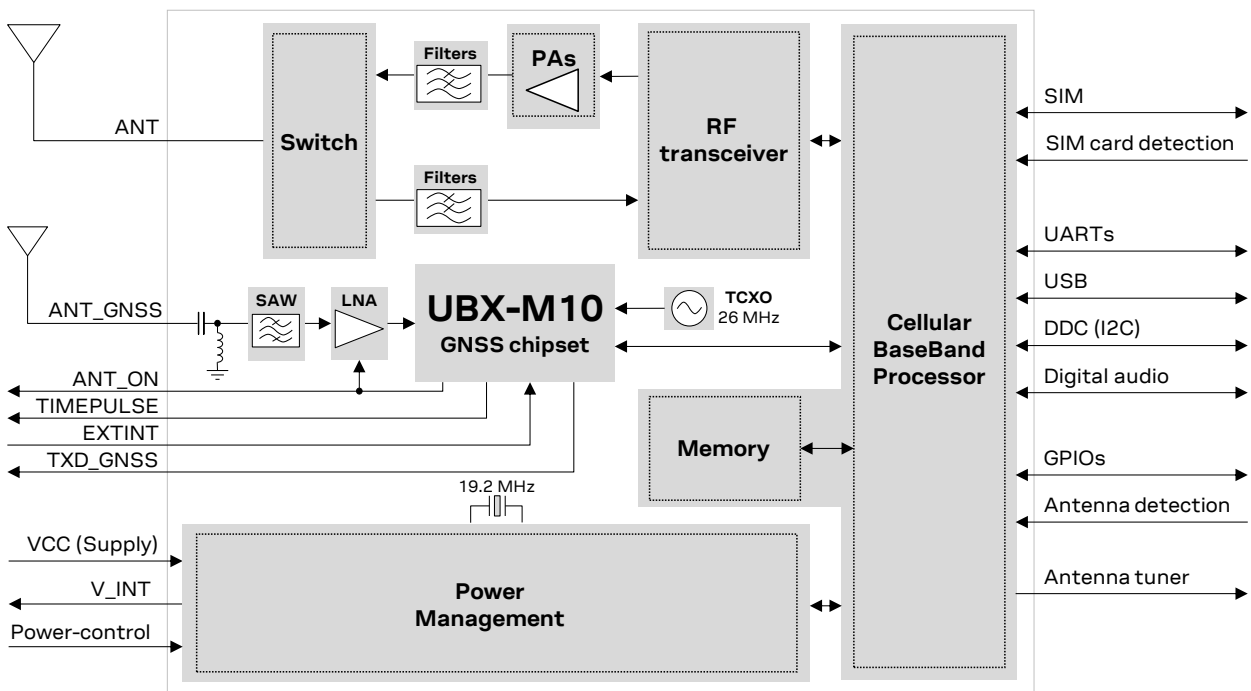 Filters
PAs
ANT
Switch
RF
transceiver
Filters
SIM
SIM card detection
UARTs
USB
DDC (I2C)
Digital audio
GPIOs
Antenna detection
Antenna tuner
Cellular
BaseBand
Processor
ANT_GNSS
SAW
LNA
UBX-M10
GNSS chipset
TCXO
26 MHz
ANT_ON
TIMEPULSE
EXTINT
TXD_GNSS
Memory
19.2 MHz
VCC (Supply)
V_INT
Power-control
Power
Management